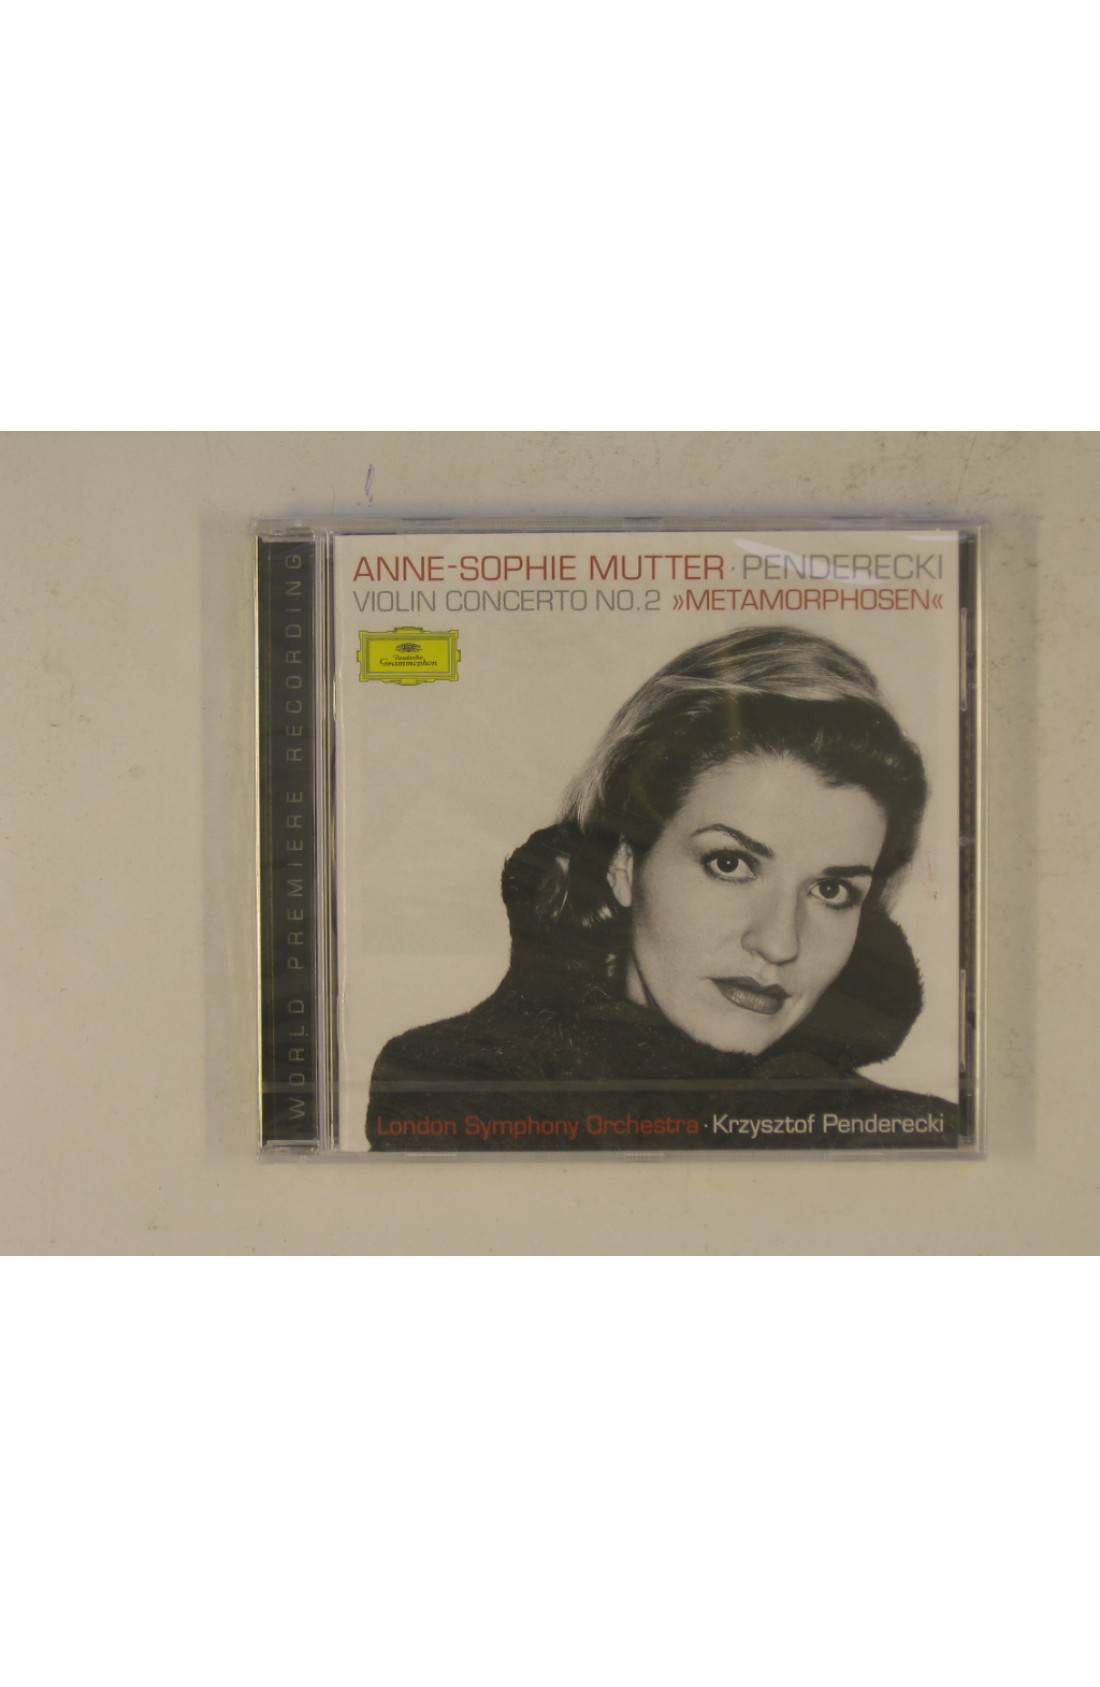 ANNE-SOPHIE MUTTER · PENDERECKI
VIOLIN CONCERTO NO. 2 »METAMORPHOSEN«
Deutsche
Grammophon
WORLD PREMIERE RECORDING
London Symphony Orchestra · Krzysztof Penderecki